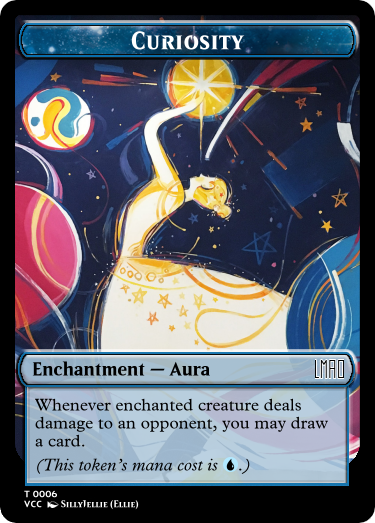 CURIOSITY
Enchantment — Aura
LMAO
Whenever enchanted creature deals
damage to an opponent, you may draw
a card.
(This token's mana cost is .)
T 0006
VCC SILLYJELLIE (ELLIE)